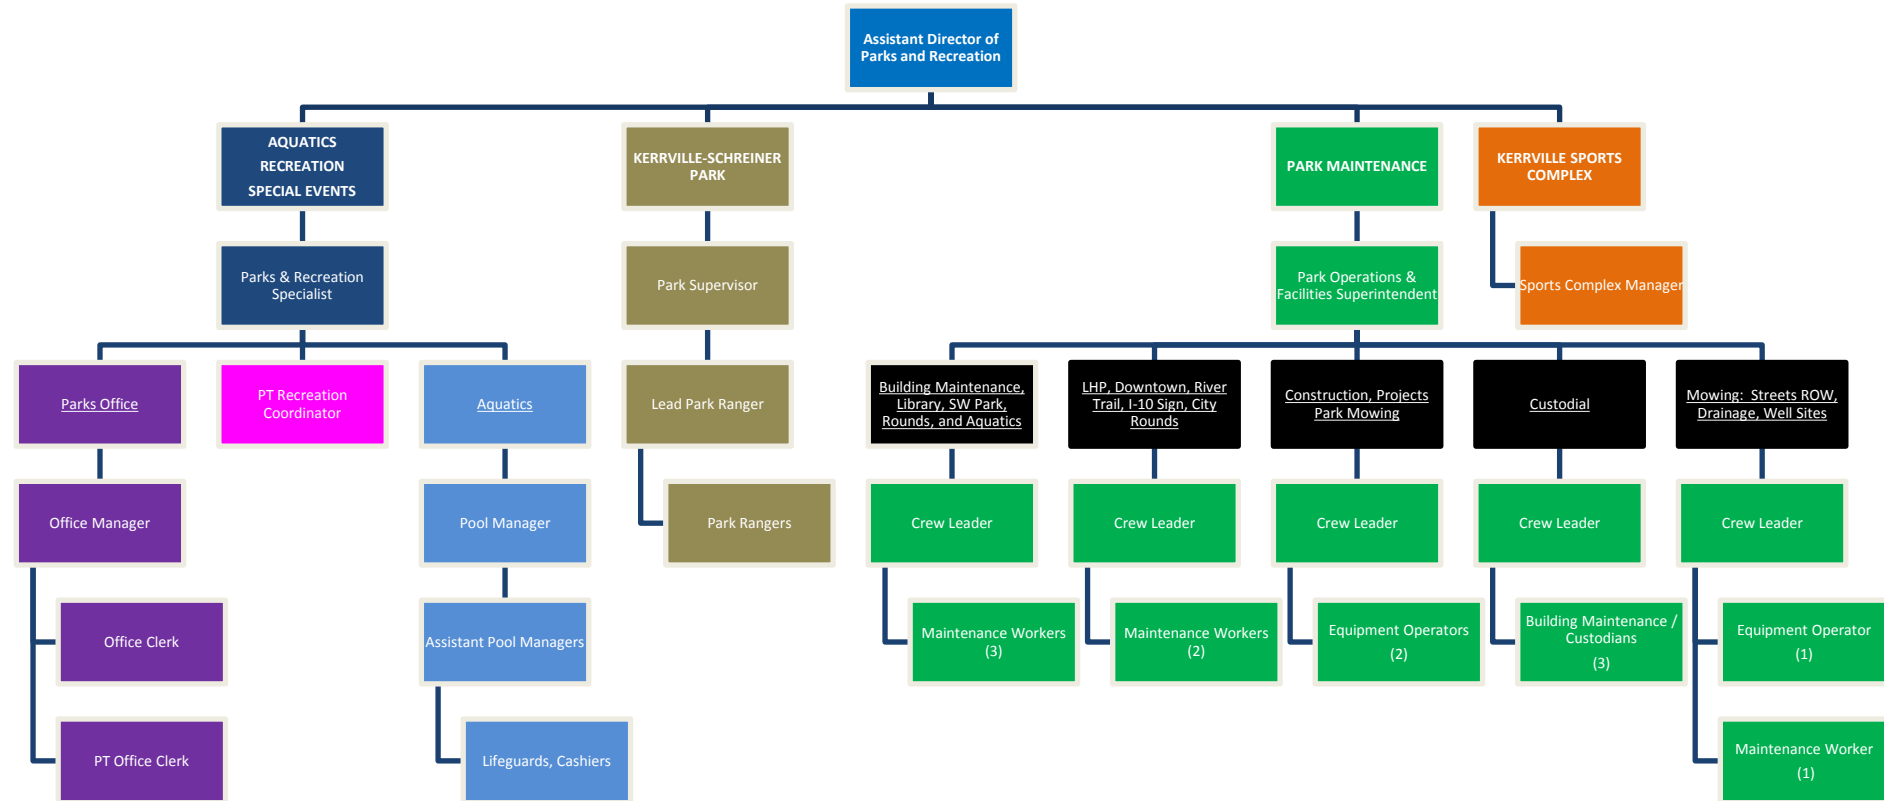 Assistant Director of
Parks and Recreation
AQUATICS
RECREATION
SPECIAL EVENTS
KERRVILLE-SCHREINER
PARK
PARK MAINTENANCE
KERRVILLE SPORTS
COMPLEX
Parks & Recreation
Specialist
Park Supervisor
Park Operations &
Facilities Superintendent
Sports Complex Manager
Parks Office
PT Recreation
Coordinator
Aquatics
Lead Park Ranger
Building Maintenance,
Library, SW Park,
Rounds, and Aquatics
LHP, Downtown, River
Trail, I-10 Sign, City
Rounds
Construction, Projects
Park Mowing
Custodial
Mowing: Streets ROW,
Drainage, Well Sites
Office Manager
Pool Manager
Park Rangers
Crew Leader
Crew Leader
Crew Leader
Crew Leader
Crew Leader
Office Clerk
Assistant Pool Managers
Maintenance Workers
(3)
Maintenance Workers
(2)
Equipment Operators
(2)
Building Maintenance /
Custodians
(3)
Equipment Operator
(1)
PT Office Clerk
Lifeguards, Cashiers
Maintenance Worker
(1)